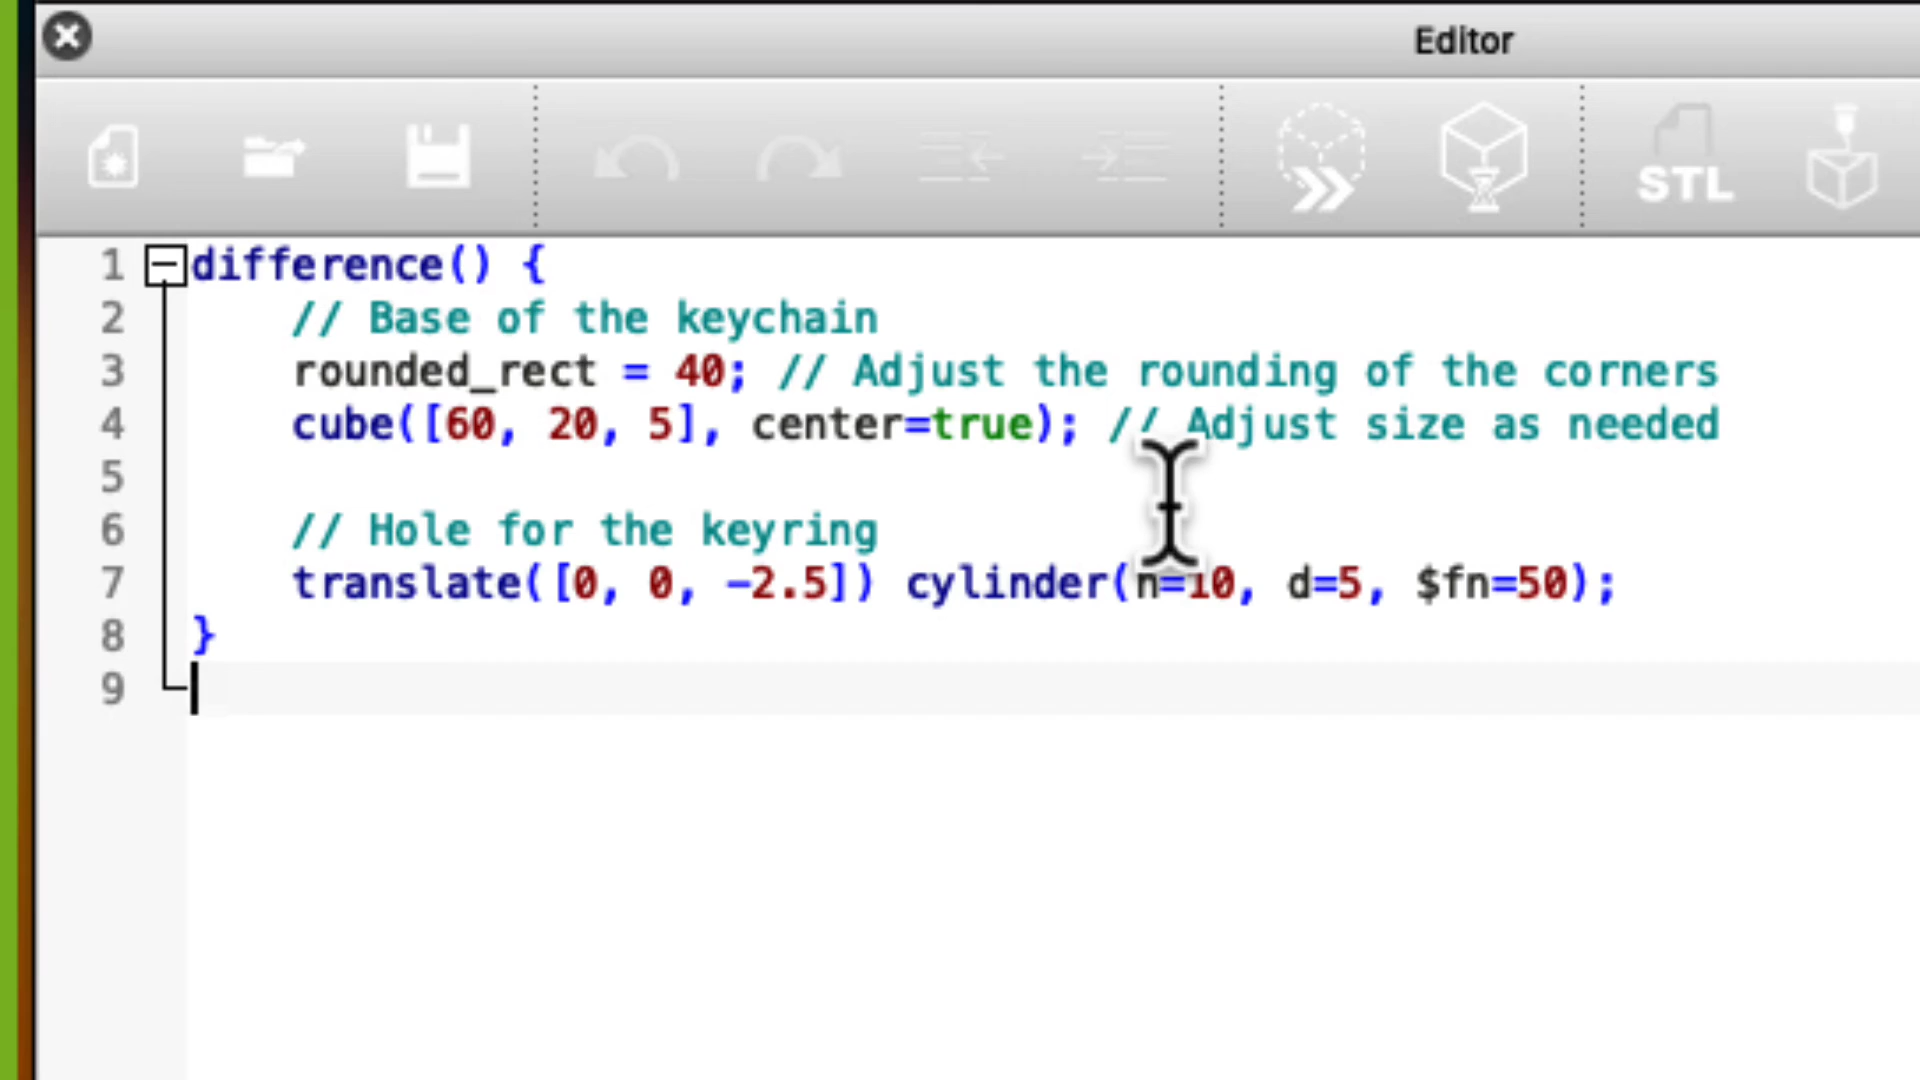 Editor
STL
1 difference() {
2 // Base of the keychain
3 rounded_rect = 40; // Adjust the rounding of the corners
4 cube([60, 20, 5], center=true); // Adjust size as needed
5
6 // Hole for the keyring
7 translate([0, 0, -2.5]) cylinder(h=10, d=5, $fn=50);
8 }
9